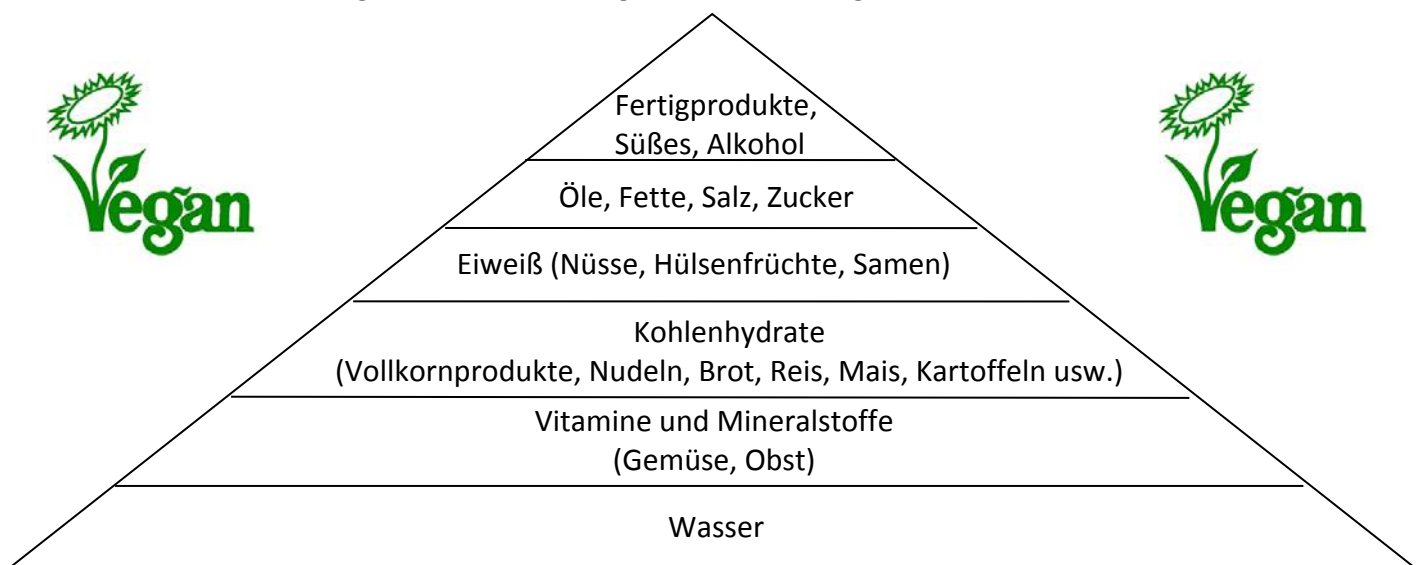 Vegan
Vegan
Fertigprodukte,
Süßes, Alkohol
Öle, Fette, Salz, Zucker
Eiweiß (Nüsse, Hülsenfrüchte, Samen)
Kohlenhydrate
(Vollkornprodukte, Nudeln, Brot, Reis, Mais, Kartoffeln usw.)
Vitamine und Mineralstoffe
(Gemüse, Obst)
Wasser